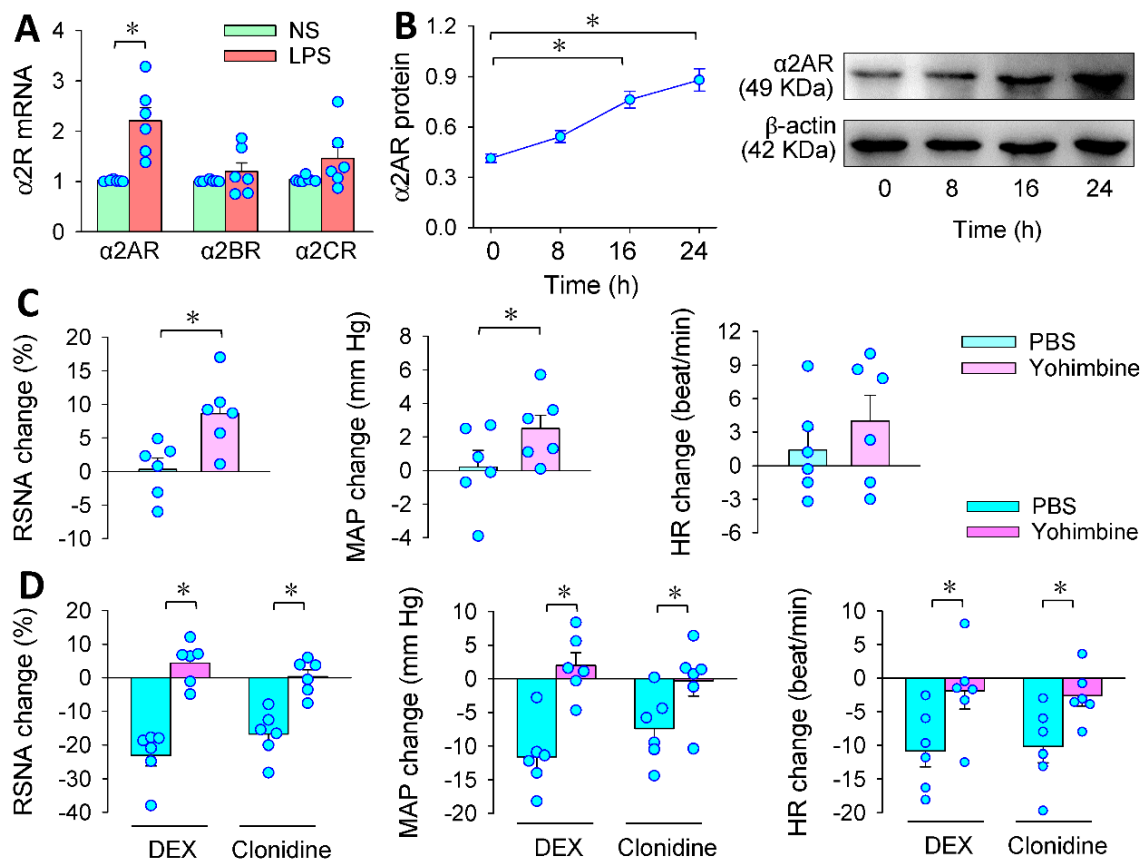 A
α2R mRNA
4
3
2
1
0
*
NS
LPS
α2AR
α2BR
α2CR
B
α2AR protein
1.2
0.9
0.6
0.3
0.0
*
*
0
8
16
24
Time (h)
α2AR
(49 KDa)
β-actin
(42 KDa)
0
8
16
24
Time (h)
C
RSNA change (%)
20
15
10
5
0
-5
-10
*
MAP change (mm Hg)
8
6
4
2
0
-2
-4
*
HR change (beat/min)
12
9
6
3
0
-3
-6
PBS
Yohimbine
PBS
Yohimbine
D
RSNA change (%)
20
10
0
-10
-20
-30
-40
*
*
DEX
Clonidine
MAP change (mm Hg)
10
5
0
-5
-10
-15
-20
*
*
DEX
Clonidine
HR change (beat/min)
10
5
0
-5
-10
-15
-20
*
*
DEX
Clonidine